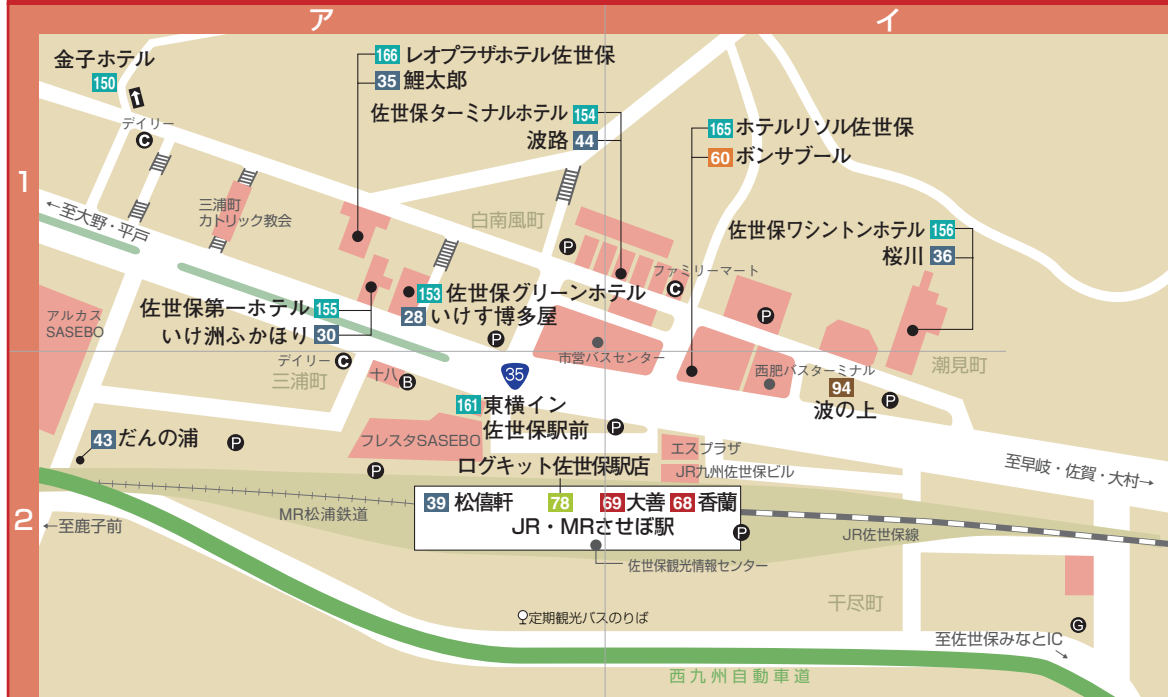 ア
イ
1
2
金子ホテル
150
デイリー
C
166 レオプラザホテル佐世保
35 鯉太郎
佐世保ターミナルホテル 154
波路 44
165 ホテルリソル佐世保
60 ボンサブール
←至大野・平戸
三浦町
カトリック教会
白南風町
P
佐世保ワシントンホテル 156
桜川 36
ファミリーマート
C
アルカス
SASEBO
佐世保第一ホテル 155
いけ洲ふかほり 30
153 佐世保グリーンホテル
28 いけす博多屋
P
P
市営バスセンター
デイリー C
三浦町
十八 B
35
西肥バスターミナル
潮見町
94
波の上
P
161 東横イン
佐世保駅前
P
43 だんの浦
P
フレスタSASEBO
P
エスプラザ
JR九州佐世保ビル
至早岐・佐賀・大村→
ログキット佐世保駅店
39 松僖軒
78
69 大善
68 香蘭
JR・MRさせぼ駅
P
MR松浦鉄道
JR佐世保線
←至鹿子前
佐世保観光情報センター
定期観光バスのりば
干尽町
G
至佐世保みなとIC
西九州自動車道